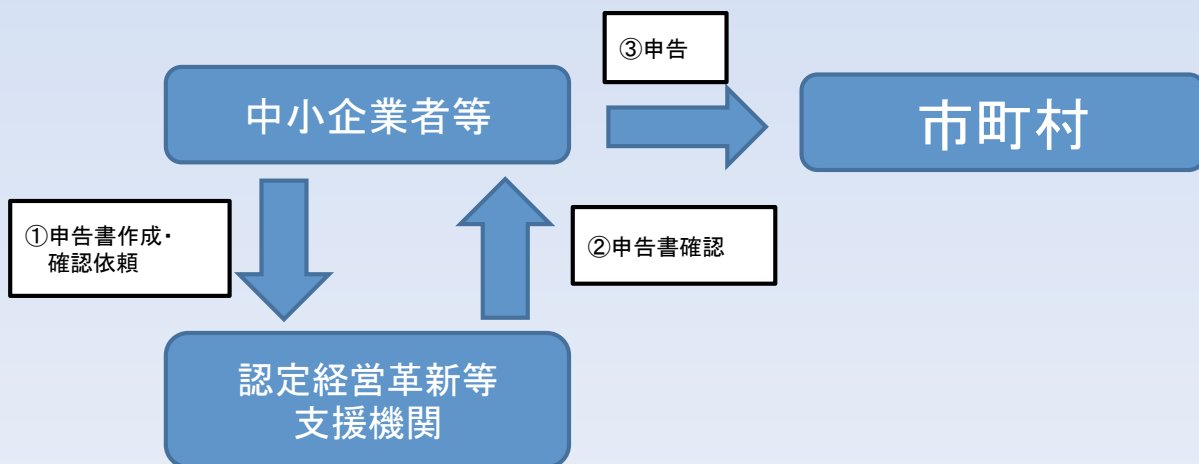 ③申告
中小企業者等
市町村
①申告書作成・
確認依頼
②申告書確認
認定経営革新等
支援機関